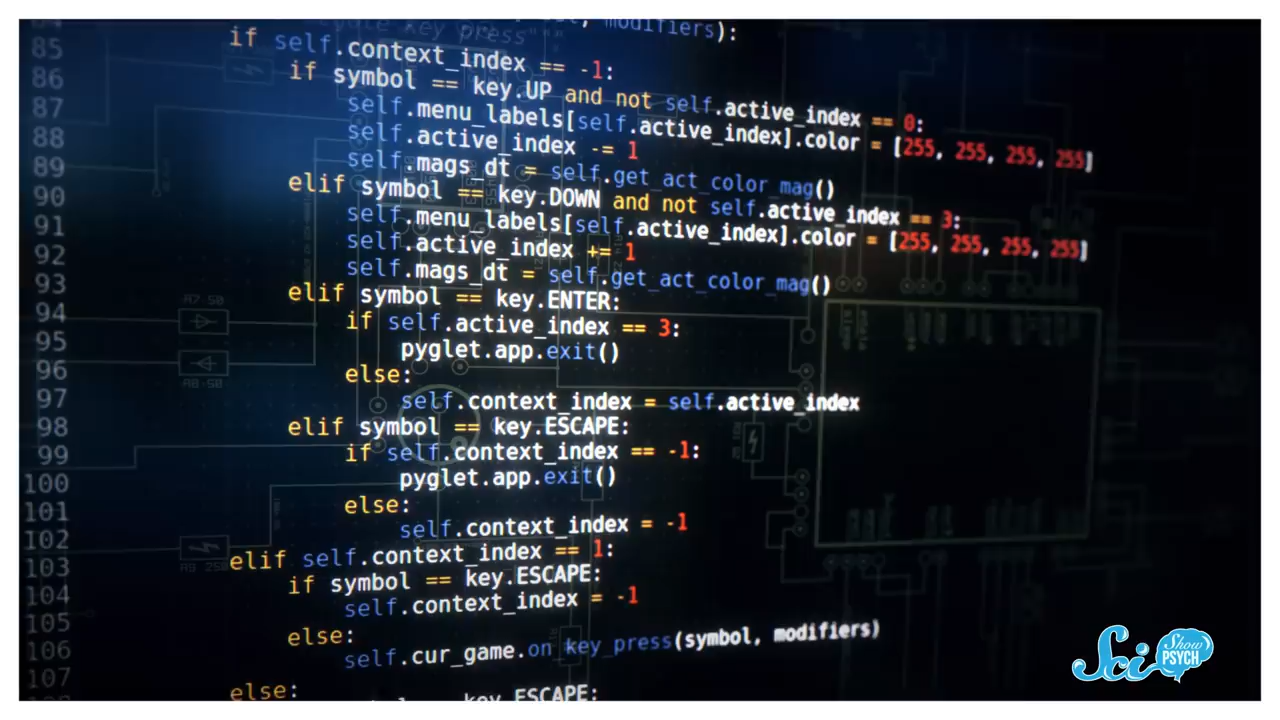 modifiers):
85 if self.context_index == -1:
86 if symbol == key.UP and not self.active_index == 0:
87 self.menu_labels[self.active_index].color = [255, 255, 255, 255]
88 self.active_index -= 1
89 self.mags_dt = self.get_act_color_mag()
90 elif symbol == key.DOWN and not self.active_index == 3:
91 self.menu_labels[self.active_index].color = [255, 255, 255, 255]
92 self.active_index += 1
93 self.mags_dt = self.get_act_color_mag()
94 elif symbol == key.ENTER:
95 if self.active_index == 3:
96 pyglet.app.exit()
97 else:
98 self.context_index = self.active_index
99 elif symbol == key.ESCAPE:
100 if self.context_index == -1:
101 pyglet.app.exit()
102 else:
103 self.context_index = -1
104 elif self.context_index == 1:
105 if symbol == key.ESCAPE:
106 self.context_index = -1
107 else:
self.cur_game.on_key_press(symbol, modifiers)
else:
key.ESCAPE:
Sci Show
PSYCH